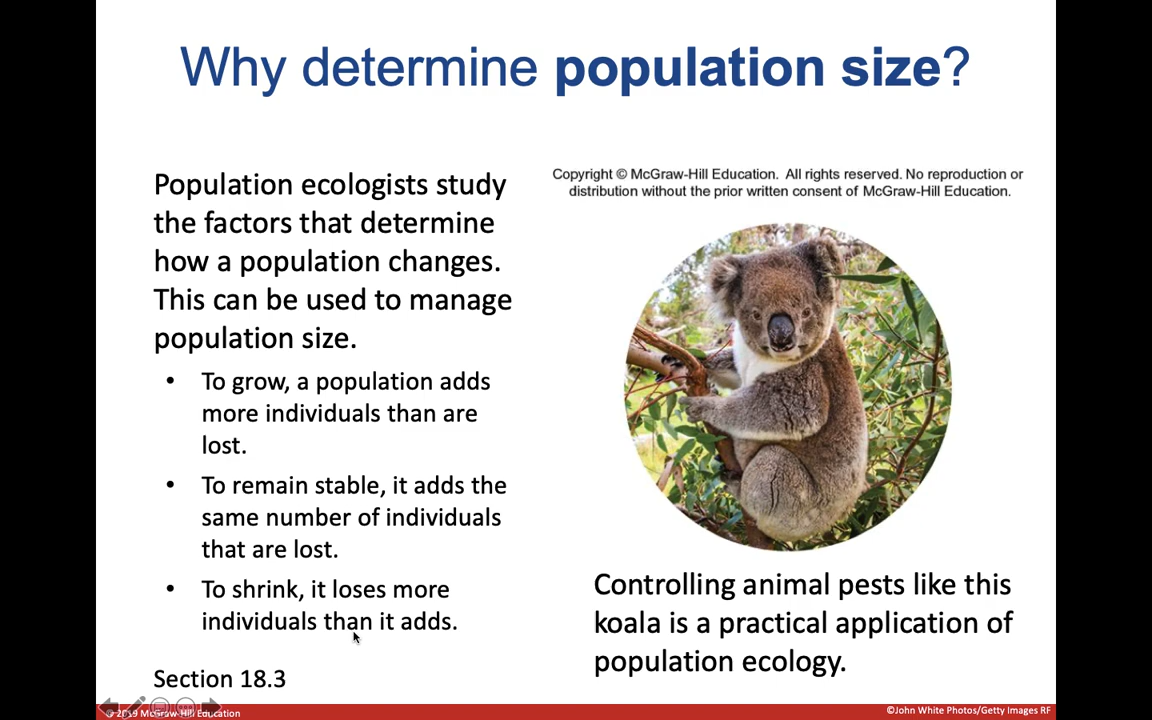 Why determine population size?
Population ecologists study
the factors that determine
how a population changes.
This can be used to manage
population size.
• To grow, a population adds
more individuals than are
lost.
• To remain stable, it adds the
same number of individuals
that are lost.
• To shrink, it loses more
individuals than it adds.
Section 18.3
Copyright © McGraw-Hill Education. All rights reserved. No reproduction or
distribution without the prior written consent of McGraw-Hill Education.
Controlling animal pests like this
koala is a practical application of
population ecology.
© 2019 McGraw-Hill Education
©John White Photos/Getty Images RF